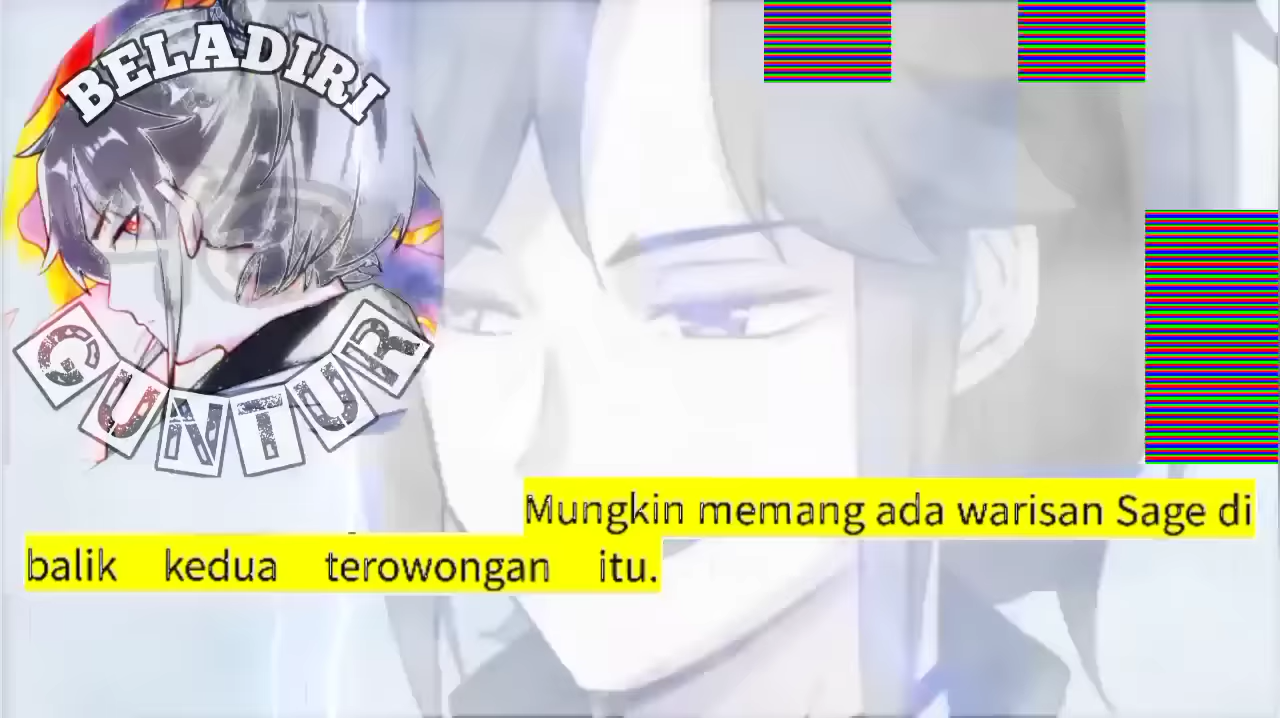 BELADIRI
GUNTUR
Mungkin memang ada warisan Sage di
balik kedua terowongan itu.